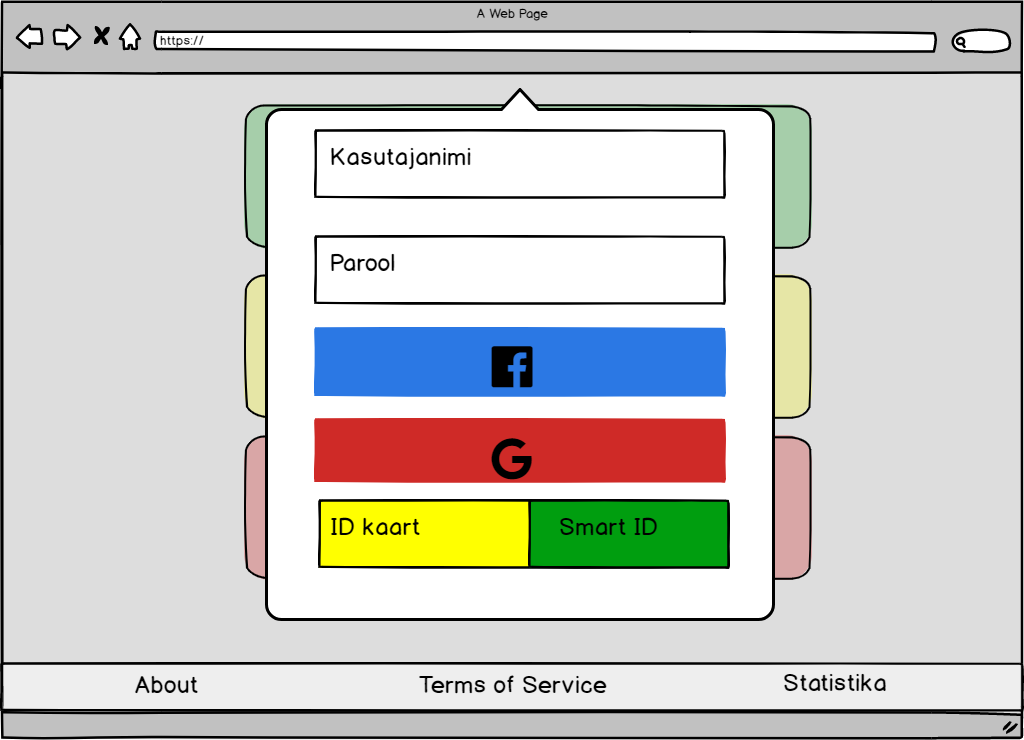 A Web Page
https://
Kasutajanimi
Parool
ID kaart
Smart ID
About
Terms of Service
Statistika